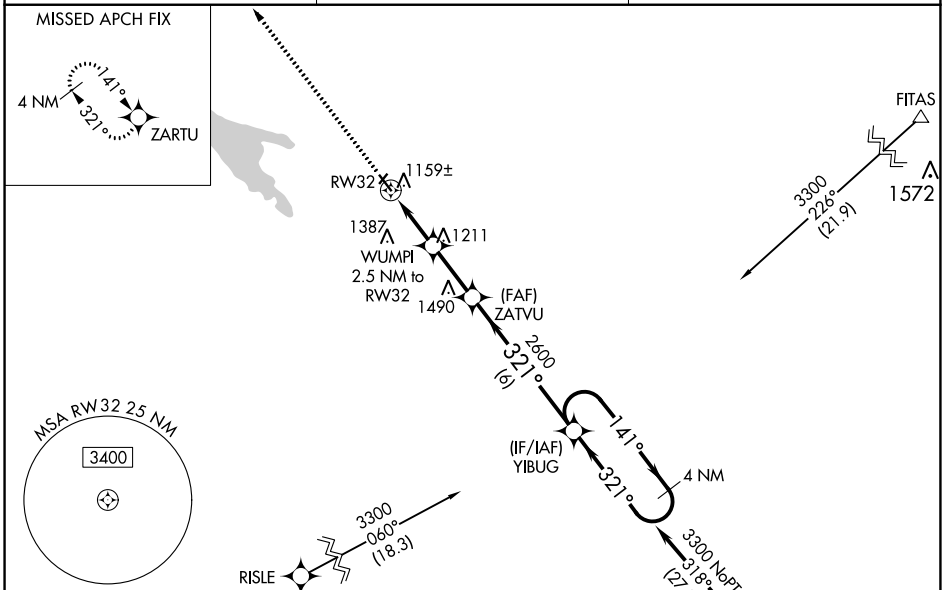 MISSED APCH FIX
4 NM
141°
321°
ZARTU
RW32
1159±
1387
1211
WUMPI
2.5 NM to
RW32
1490
(FAF)
ZATVU
2600
321°
(6)
FITAS
1572
3300
226°
(21.9)
(IF/IAF)
YIBUG
141°
321°
4 NM
MSA RW32 25 NM
3400
3300
060°
(18.3)
RISLE
3300 NoPT
318°
(27